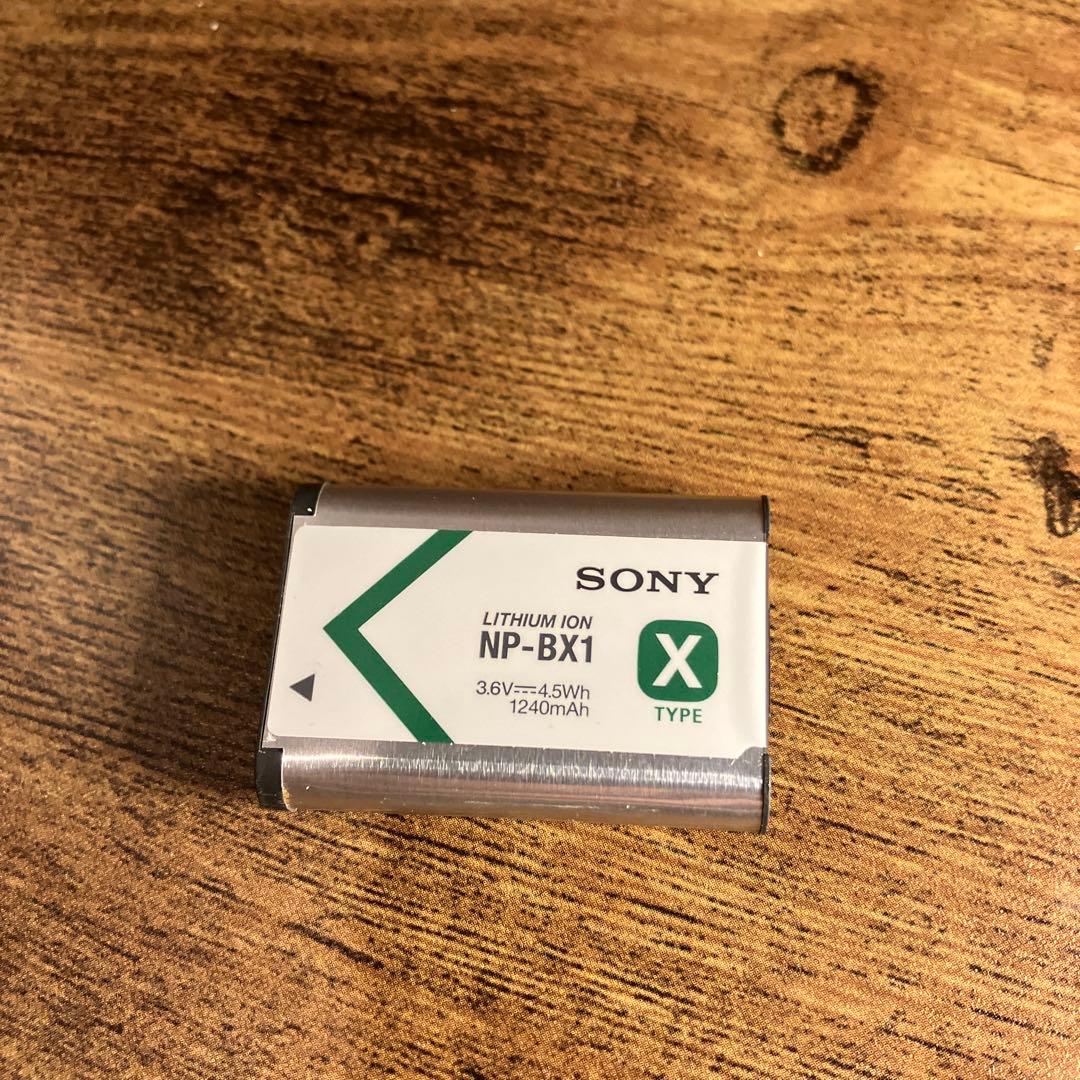 SONY
LITHIUM ION
NP-BX1
3.6V⎓4.5Wh
1240mAh
X
TYPE